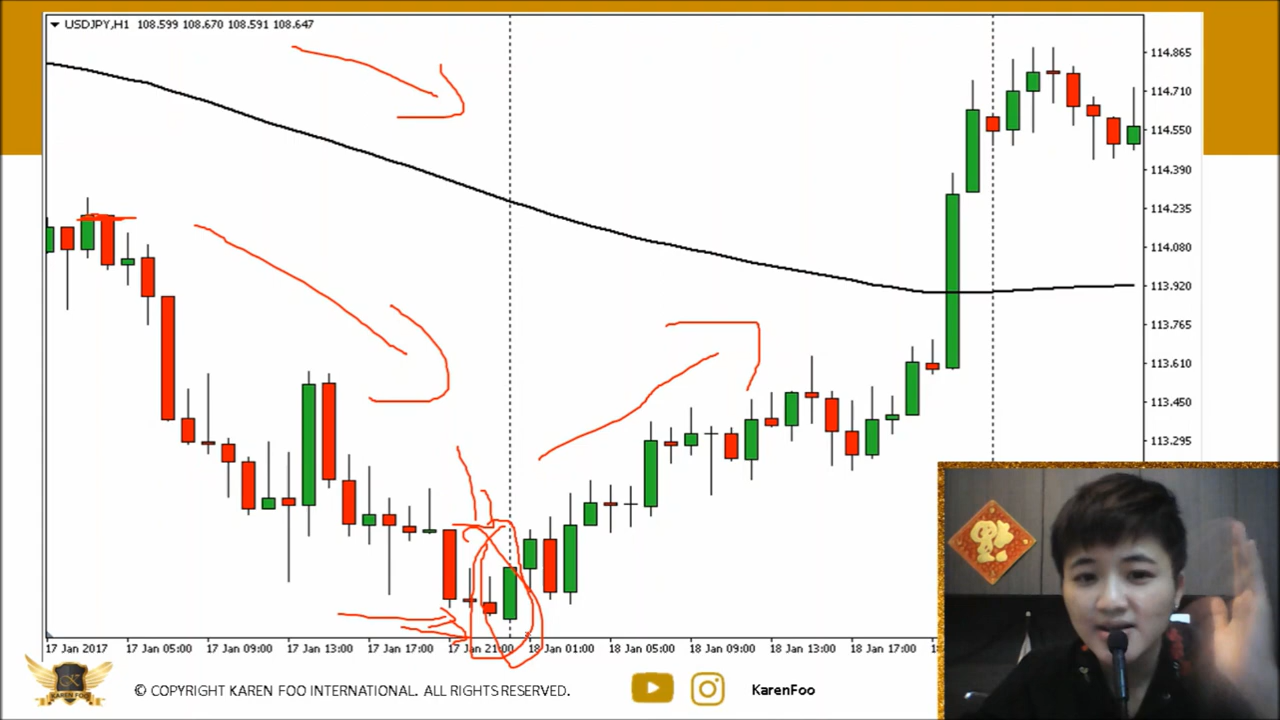 USDJPY,H1 108.599 108.670 108.591 108.647
114.865
114.710
114.550
114.390
114.235
114.080
113.920
113.765
113.610
113.450
113.295
17 Jan 2017 17 Jan 05:00 17 Jan 09:00 17 Jan 13:00 17 Jan 17:00 17 Jan 21:00 18 Jan 01:00 18 Jan 05:00 18 Jan 09:00 18 Jan 13:00 18 Jan 17:00
福
K
KAREN FOO
© COPYRIGHT KAREN FOO INTERNATIONAL. ALL RIGHTS RESERVED.
KarenFoo